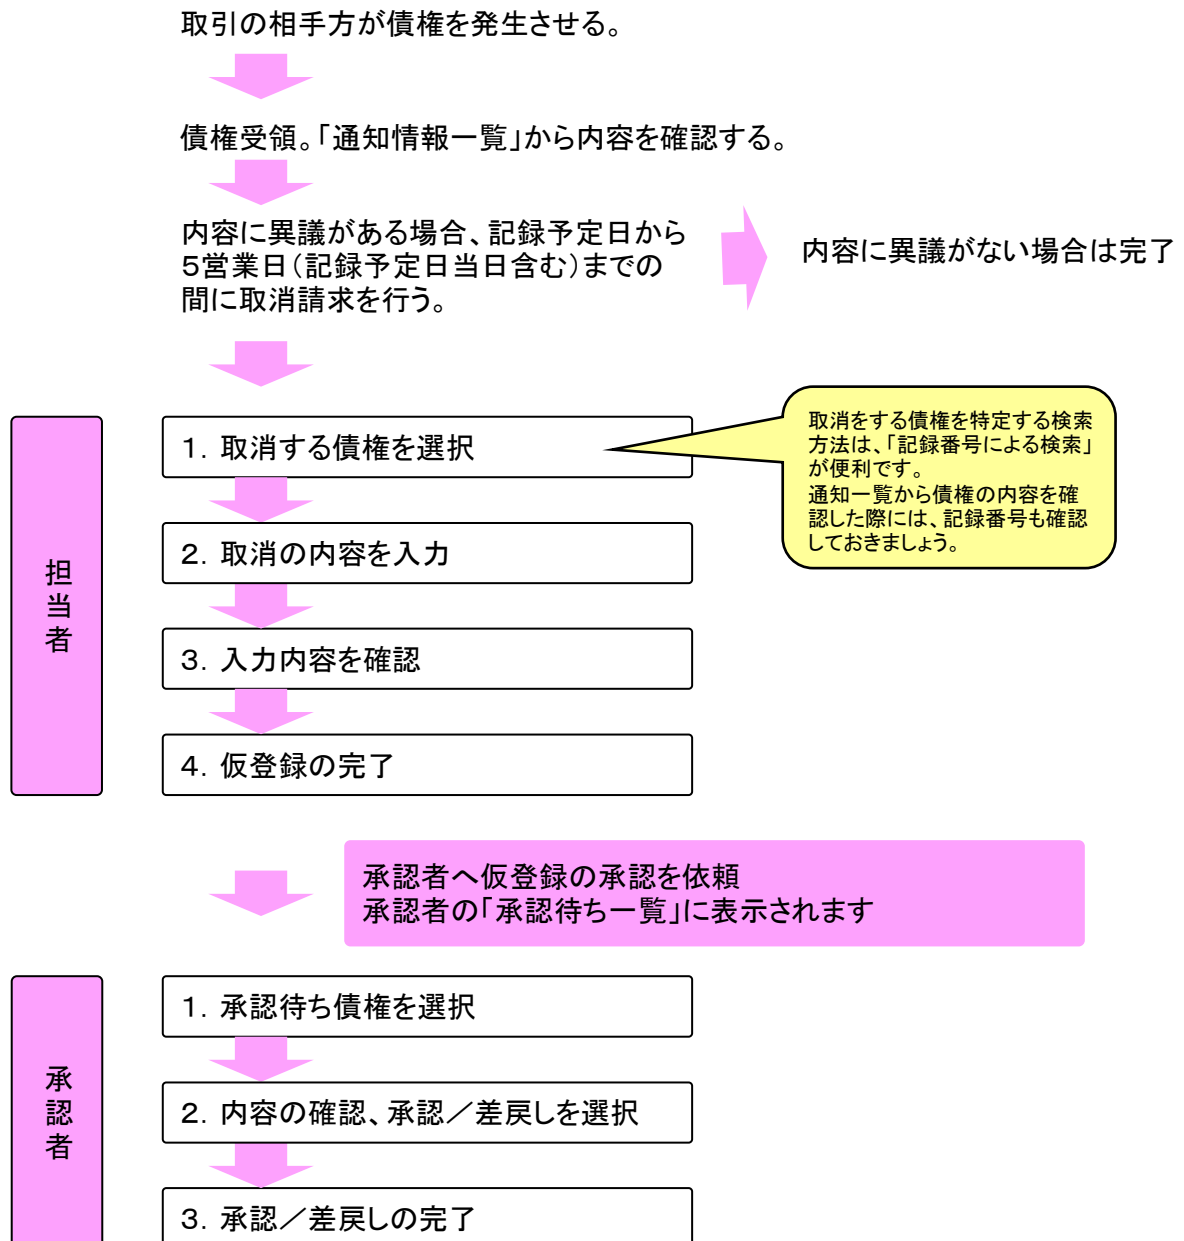 取引の相手方が債権を発生させる。
債権受領。「通知情報一覧」から内容を確認する。
内容に異議がある場合、記録予定日から
５営業日（記録予定日当日含む）までの
間に取消請求を行う。
内容に異議がない場合は完了
取消をする債権を特定する検索
方法は、「記録番号による検索」
が便利です。
通知一覧から債権の内容を確
認した際には、記録番号も確認
しておきましょう。
担当者
１．取消する債権を選択
２．取消の内容を入力
３．入力内容を確認
４．仮登録の完了
承認者へ仮登録の承認を依頼
承認者の「承認待ち一覧」に表示されます
承認者
１．承認待ち債権を選択
２．内容の確認、承認／差戻しを選択
３．承認／差戻しの完了